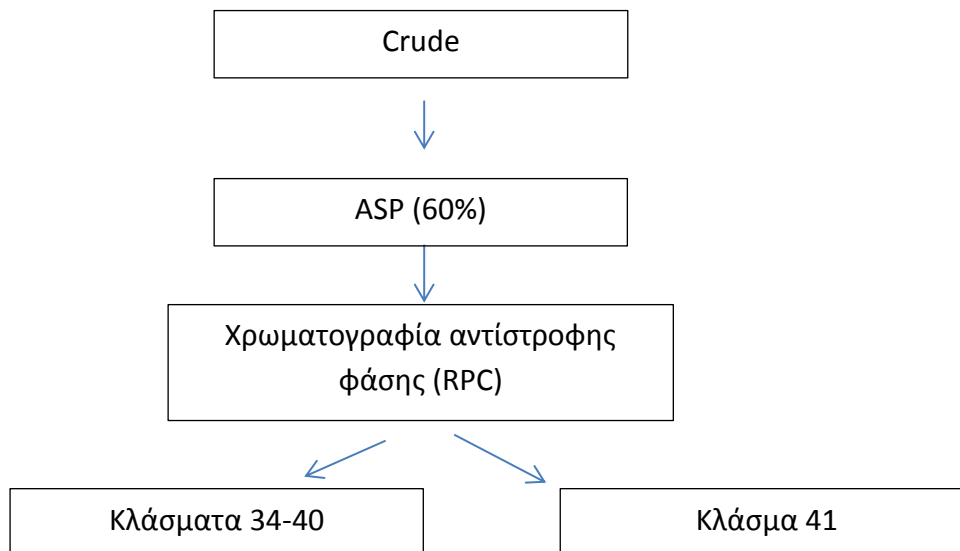 Crude
ASP (60%)
Χρωματογραφία αντίστροφης
φάσης (RPC)
Κλάσματα 34-40
Κλάσμα 41